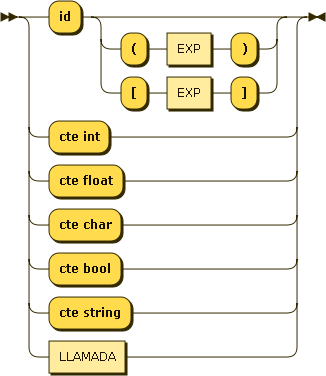 id
( EXP )
[ EXP ]
cte int
cte float
cte char
cte bool
cte string
LLAMADA